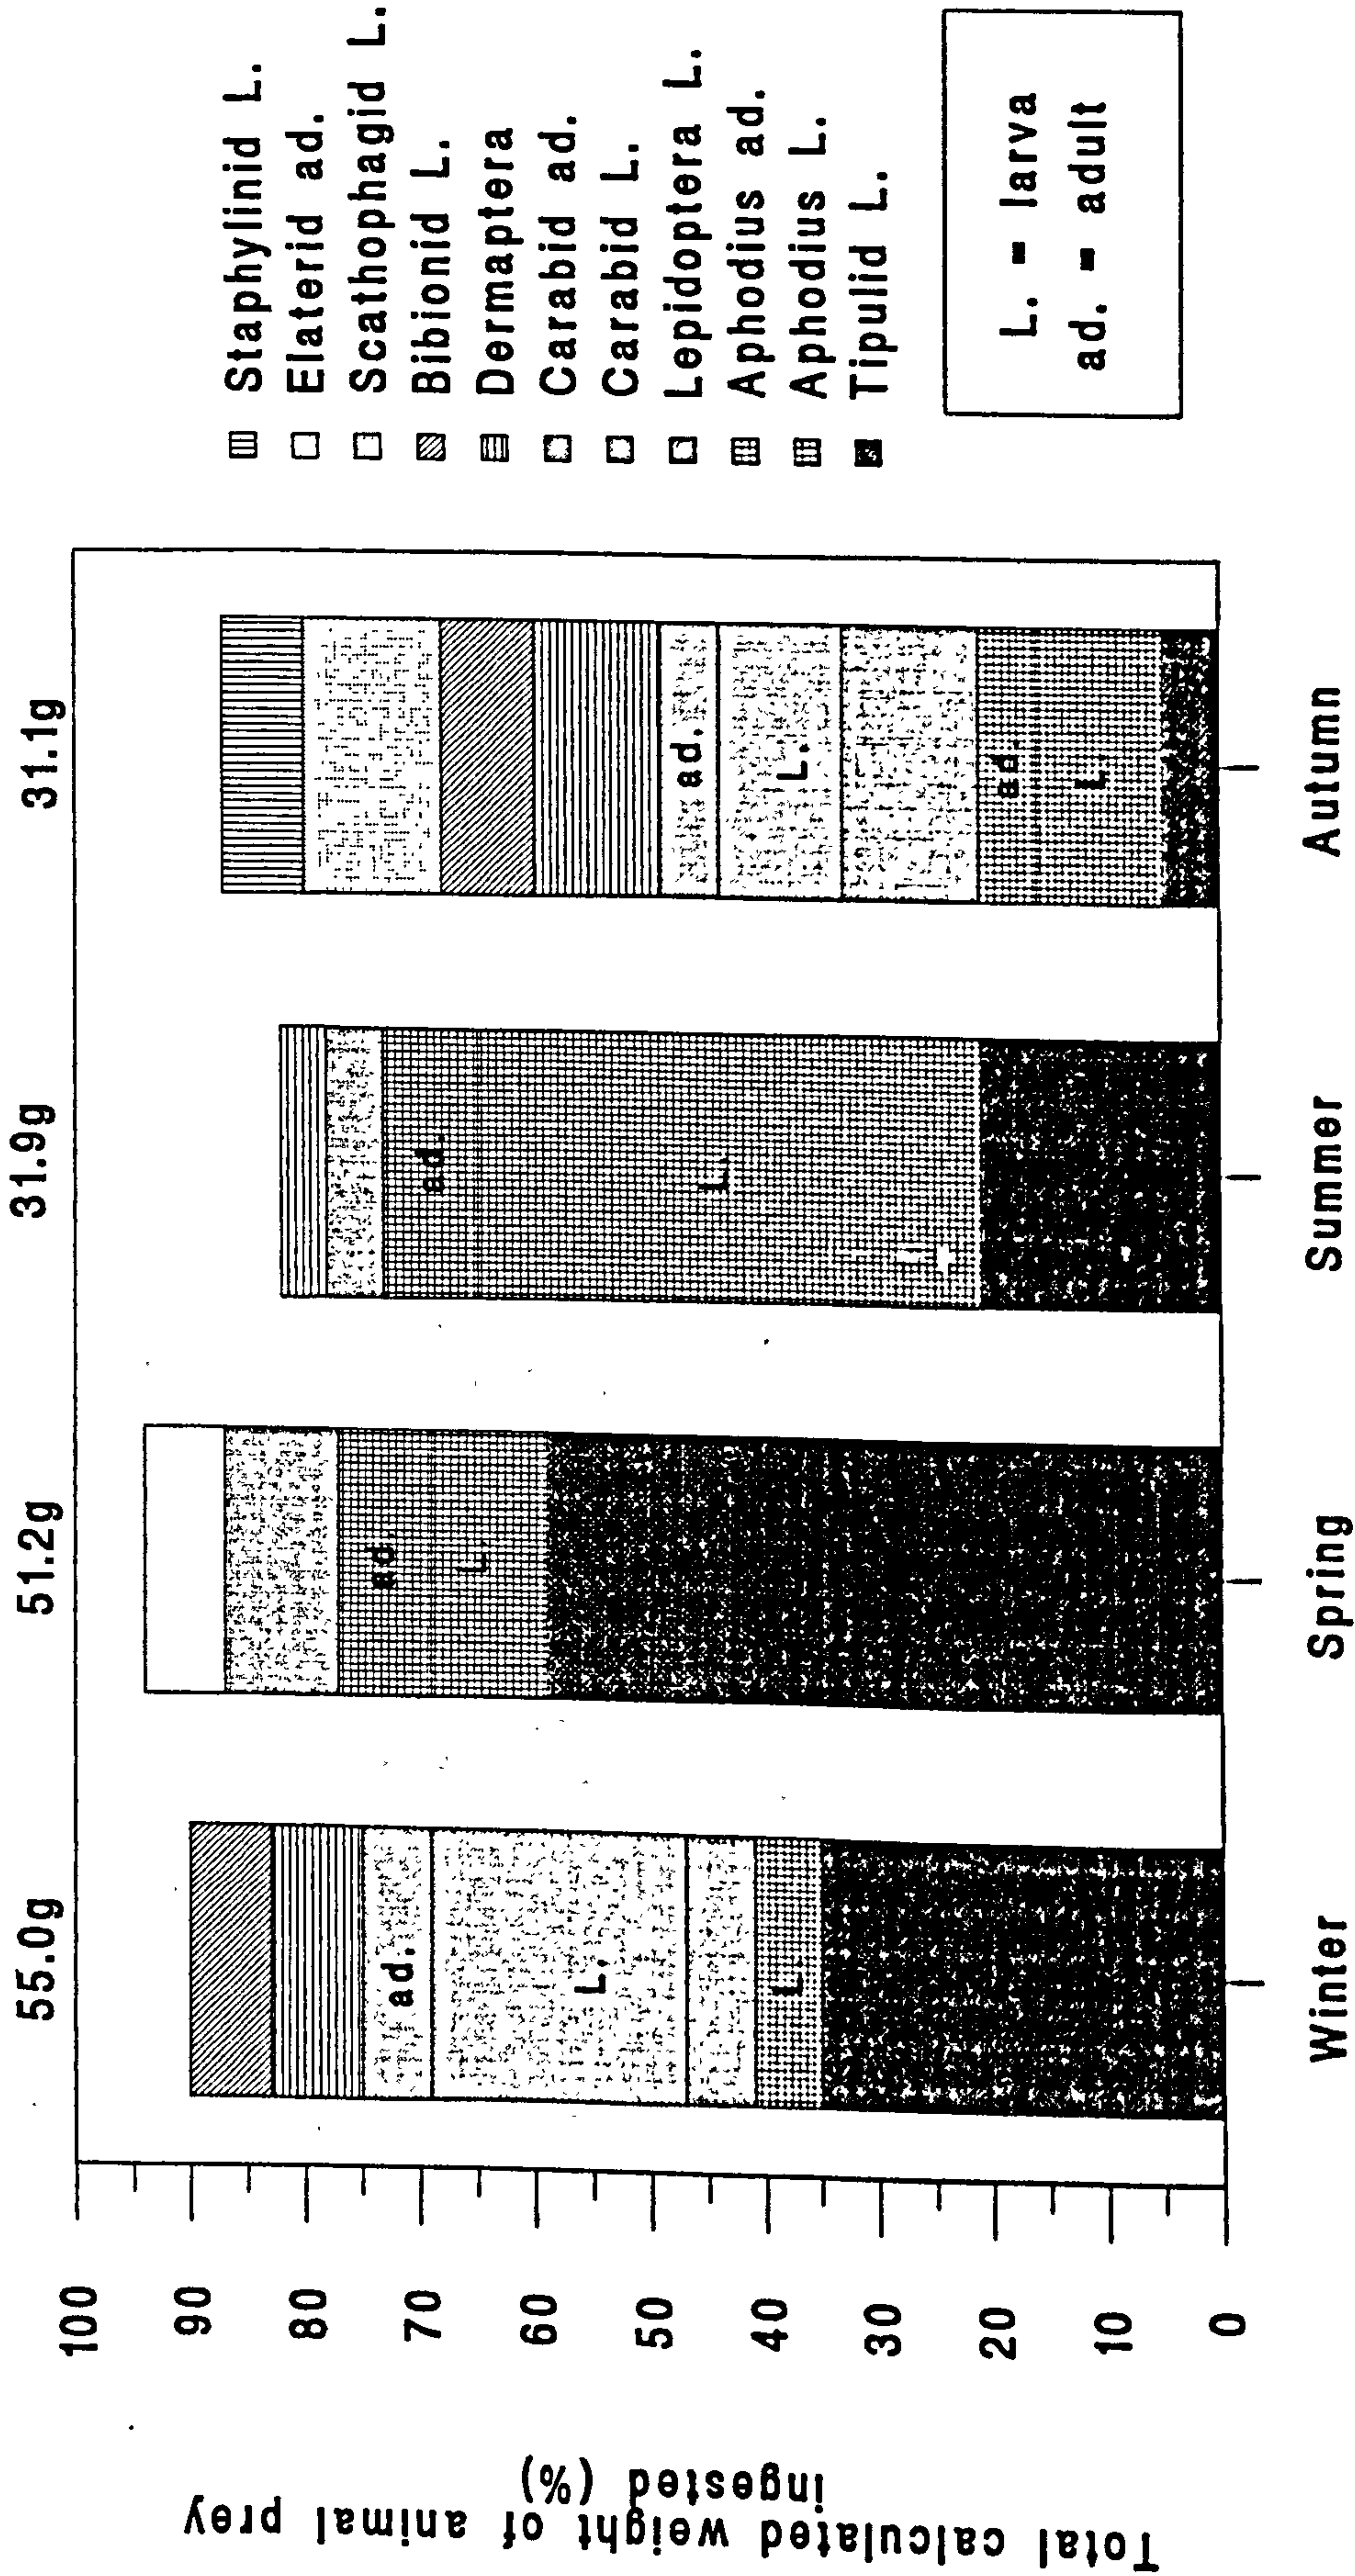 55.0g
51.2g
31.9g
31.1g
Total calculated weight of animal prey
ingested (%)
100
90
80
70
60
50
40
30
20
10
0
ad.
L.
L
ad
L
ad.
L.
ad.
L.
ad
L
Winter
Spring
Summer
Autumn
Staphylinid L.
Elaterid ad.
Scathophagid L.
Bibionid L.
Dermaptera
Carabid ad.
Carabid L.
Lepidoptera L.
Aphodius ad.
Aphodius L.
Tipulid L.
L. = larva
ad. = adult